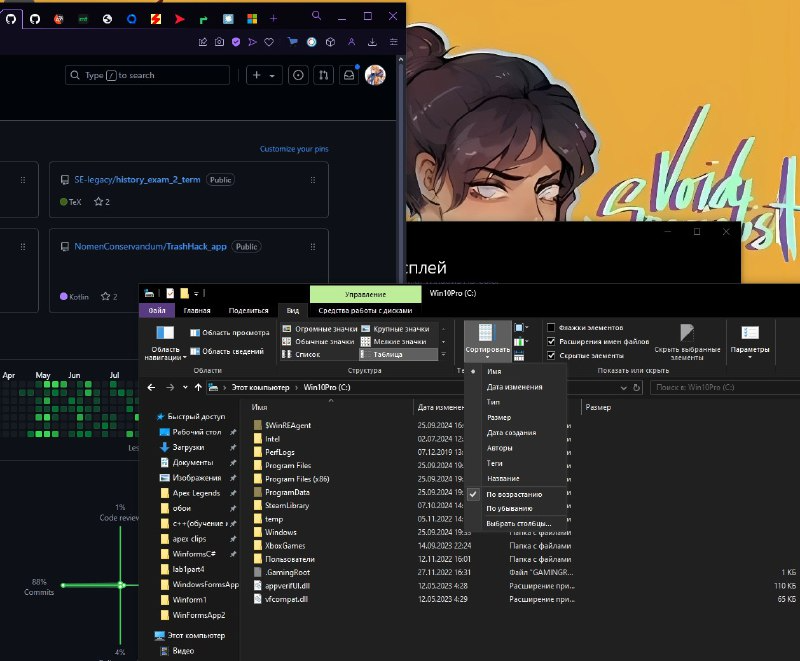 Type / to search
Customize your pins
SE-legacy/history_exam_2_term Public
TeX 2
NomenConservandum/TrashHack_app Public
Kotlin 2
Apr May Jun Jul
Les
1%
Code review
88%
Commits
4%
Voidy
сплей
Управление
Win10Pro (C:)
Файл Главная Поделиться Вид Средства работы с дисками
Область навигации
Область просмотра
Область сведений
Области
Огромные значки Крупные значки
Обычные значки Мелкие значки
Список Таблица
Структура
Сортировать
Те
Флажки элементов
Расширения имен файлов
Скрытые элементы
Скрыть выбранные элементы
Показать или скрыть
Параметры
Этот компьютер Win10Pro (C:)
Поиск в: Win10Pro (C:)
Имя
Дата изменения
Тип
Размер
Дата создания
Авторы
Теги
Название
По возрастанию
По убыванию
Выбрать столбцы...
Быстрый доступ
Рабочий стол
Загрузки
Документы
Изображения
Apex Legends
обои
c++(обучение
apex clips
WinformsC#
lab1part4
WindowsFormsApp
Winform1
WinFormsApp2
Этот компьютер
Видео
Имя Дата изменен Размер
$WinREAgent 25.09.2024 16
Intel 02.07.2024 12
PerfLogs 07.12.2019 13
Program Files 25.09.2024 19
Program Files (x86) 25.09.2024 19
ProgramData 25.09.2024 19
SteamLibrary 07.10.2024 14
temp 05.11.2022 14
Windows 25.09.2024 19:33 Папка с файлами
XboxGames 14.09.2023 22:24 Папка с файлами
Пользователи 12.11.2022 16:01 Папка с файлами
.GamingRoot 27.11.2022 16:31 Файл "GAMINGR... 1 КБ
appverifUI.dll 12.05.2023 4:28 Расширение при... 110 КБ
vfcompat.dll 12.05.2023 4:29 Расширение при... 65 КБ